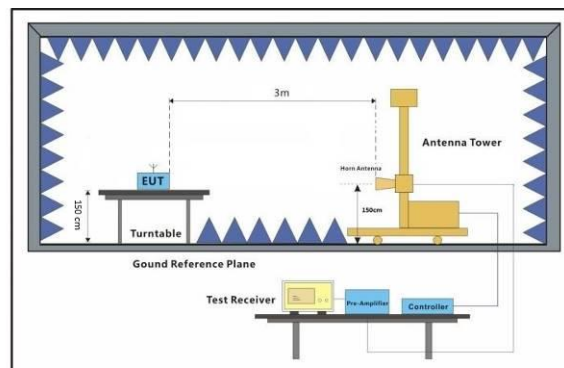 3m
Antenna Tower
Horn Antenna
EUT
150 cm
150cm
Turntable
Gound Reference Plane
Test Receiver
Pre-Amplifier
Controller